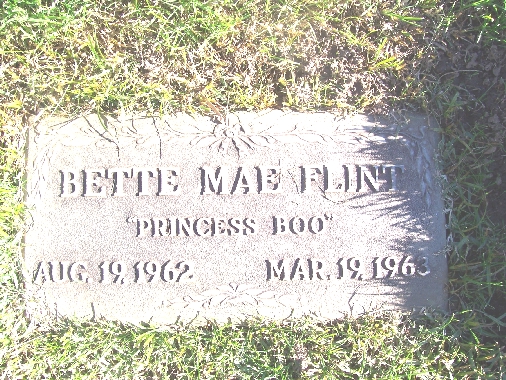 BETTE MAE FLINT
"PRINCESS BOO"
AUG. 19, 1962 MAR. 19, 1963